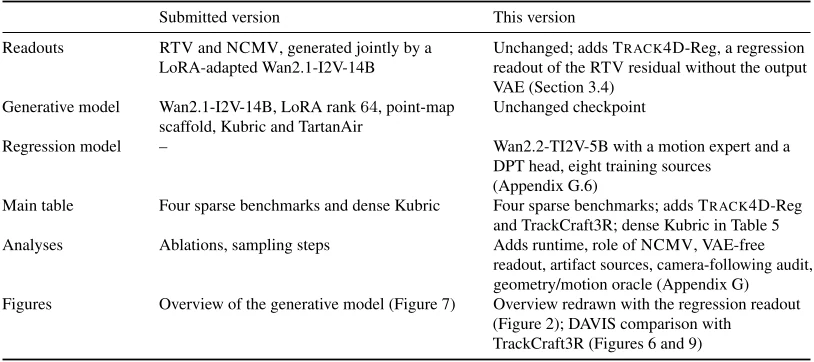 Submitted version This version
Readouts RTV and NCMV, generated jointly by a Unchanged; adds TRACK4D-Reg, a regression
LoRA-adapted Wan2.1-I2V-14B readout of the RTV residual without the output
VAE (Section 3.4)
Generative model Wan2.1-I2V-14B, LoRA rank 64, point-map Unchanged checkpoint
scaffold, Kubric and TartanAir
Regression model – Wan2.2-TI2V-5B with a motion expert and a
DPT head, eight training sources
(Appendix G.6)
Main table Four sparse benchmarks and dense Kubric Four sparse benchmarks; adds TRACK4D-Reg
and TrackCraft3R; dense Kubric in Table 5
Analyses Ablations, sampling steps Adds runtime, role of NCMV, VAE-free
readout, artifact sources, camera-following audit,
geometry/motion oracle (Appendix G)
Figures Overview of the generative model (Figure 7) Overview redrawn with the regression readout
(Figure 2); DAVIS comparison with
TrackCraft3R (Figures 6 and 9)